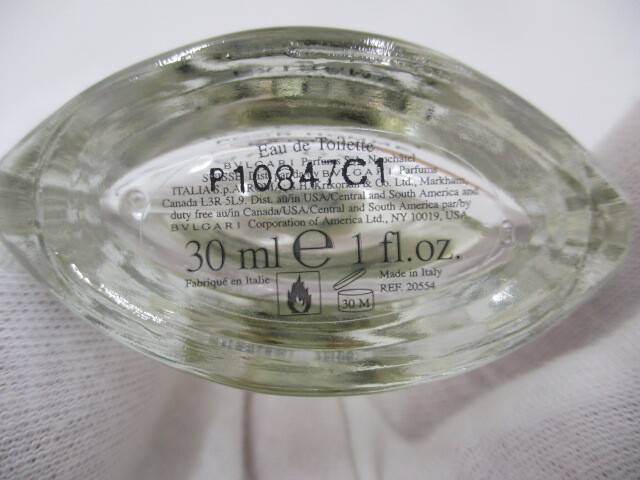 Eau de Toilette
BVLGARI Parfums Neuchâtel
P10847C1
BVLGARI Parfums
ITALIA S.p.A. Krikorian & Co. Ltd., Markham,
Canada L3R 5L9. Dist. au/in USA/Central and South America and
duty free au/in Canada/USA/Central and South America par/by
BVLGARI Corporation of America Ltd., NY 10019, USA
30 ml e 1 fl.oz.
Fabriqué en Italie
Made in Italy
30 M
REF. 20554